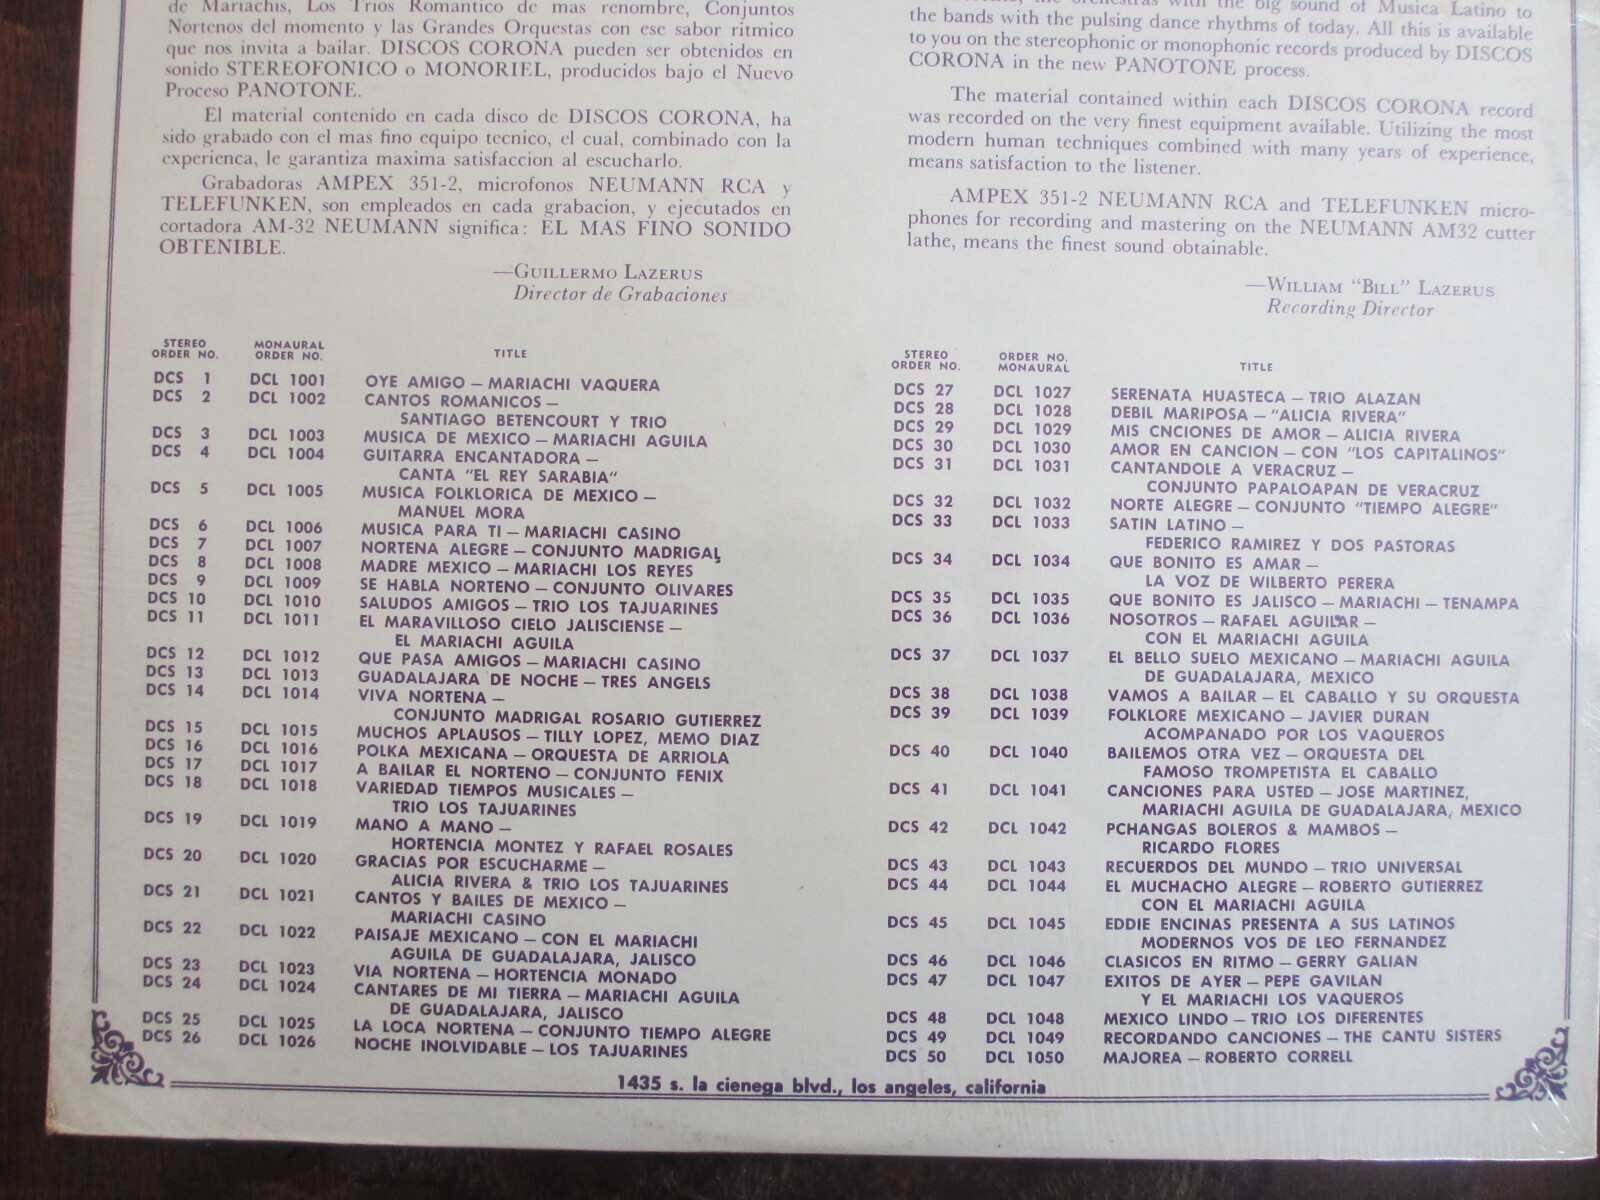 de Mariachis, Los Trios Romantico de mas renombre, Conjuntos
Nortenos del momento y las Grandes Orquestas con ese sabor ritmico
que nos invita a bailar. DISCOS CORONA pueden ser obtenidos en
sonido STEREOFONICO o MONORIEL, producidos bajo el Nuevo
Proceso PANOTONE.
El material contenido en cada disco de DISCOS CORONA, ha
sido grabado con el mas fino equipo tecnico, el cual, combinado con la
experienca, le garantiza maxima satisfaccion al escucharlo.
Grabadoras AMPEX 351-2, microfonos NEUMANN RCA y
TELEFUNKEN, son empleados en cada grabacion, y ejecutados en
cortadora AM-32 NEUMANN significa: EL MAS FINO SONIDO
OBTENIBLE.
—GUILLERMO LAZERUS
Director de Grabaciones
the orchestras with the big sound of Musica Latino to
the bands with the pulsing dance rhythms of today. All this is available
to you on the stereophonic or monophonic records produced by DISCOS
CORONA in the new PANOTONE process.
The material contained within each DISCOS CORONA record
was recorded on the very finest equipment available. Utilizing the most
modern human techniques combined with many years of experience,
means satisfaction to the listener.
AMPEX 351-2 NEUMANN RCA and TELEFUNKEN micro-
phones for recording and mastering on the NEUMANN AM32 cutter
lathe, means the finest sound obtainable.
—WILLIAM "BILL" LAZERUS
Recording Director
STEREO MONAURAL
ORDER NO. ORDER NO. TITLE
DCS 1 DCL 1001 OYE AMIGO — MARIACHI VAQUERA
DCS 2 DCL 1002 CANTOS ROMANICOS —
SANTIAGO BETENCOURT Y TRIO
DCS 3 DCL 1003 MUSICA DE MEXICO — MARIACHI AGUILA
DCS 4 DCL 1004 GUITARRA ENCANTADORA —
CANTA "EL REY SARABIA"
DCS 5 DCL 1005 MUSICA FOLKLORICA DE MEXICO —
MANUEL MORA
DCS 6 DCL 1006 MUSICA PARA TI — MARIACHI CASINO
DCS 7 DCL 1007 NORTENA ALEGRE — CONJUNTO MADRIGAL
DCS 8 DCL 1008 MADRE MEXICO — MARIACHI LOS REYES
DCS 9 DCL 1009 SE HABLA NORTENO — CONJUNTO OLIVARES
DCS 10 DCL 1010 SALUDOS AMIGOS — TRIO LOS TAJUARINES
DCS 11 DCL 1011 EL MARAVILLOSO CIELO JALISCIENSE —
EL MARIACHI AGUILA
DCS 12 DCL 1012 QUE PASA AMIGOS — MARIACHI CASINO
DCS 13 DCL 1013 GUADALAJARA DE NOCHE — TRES ANGELS
DCS 14 DCL 1014 VIVA NORTENA —
CONJUNTO MADRIGAL ROSARIO GUTIERREZ
DCS 15 DCL 1015 MUCHOS APLAUSOS — TILLY LOPEZ, MEMO DIAZ
DCS 16 DCL 1016 POLKA MEXICANA — ORQUESTA DE ARRIOLA
DCS 17 DCL 1017 A BAILAR EL NORTENO — CONJUNTO FENIX
DCS 18 DCL 1018 VARIEDAD TIEMPOS MUSICALES —
TRIO LOS TAJUARINES
DCS 19 DCL 1019 MANO A MANO —
HORTENCIA MONTEZ Y RAFAEL ROSALES
DCS 20 DCL 1020 GRACIAS POR ESCUCHARME —
ALICIA RIVERA & TRIO LOS TAJUARINES
DCS 21 DCL 1021 CANTOS Y BAILES DE MEXICO —
MARIACHI CASINO
DCS 22 DCL 1022 PAISAJE MEXICANO — CON EL MARIACHI
AGUILA DE GUADALAJARA, JALISCO
DCS 23 DCL 1023 VIA NORTENA — HORTENCIA MONADO
DCS 24 DCL 1024 CANTARES DE MI TIERRA — MARIACHI AGUILA
DE GUADALAJARA, JALISCO
DCS 25 DCL 1025 LA LOCA NORTENA — CONJUNTO TIEMPO ALEGRE
DCS 26 DCL 1026 NOCHE INOLVIDABLE — LOS TAJUARINES
STEREO ORDER NO.
ORDER NO. MONAURAL TITLE
DCS 27 DCL 1027 SERENATA HUASTECA — TRIO ALAZAN
DCS 28 DCL 1028 DEBIL MARIPOSA — "ALICIA RIVERA"
DCS 29 DCL 1029 MIS CNCIONES DE AMOR — ALICIA RIVERA
DCS 30 DCL 1030 AMOR EN CANCION — CON "LOS CAPITALINOS"
DCS 31 DCL 1031 CANTANDOLE A VERACRUZ —
CONJUNTO PAPALOAPAN DE VERACRUZ
DCS 32 DCL 1032 NORTE ALEGRE — CONJUNTO "TIEMPO ALEGRE"
DCS 33 DCL 1033 SATIN LATINO —
FEDERICO RAMIREZ Y DOS PASTORAS
DCS 34 DCL 1034 QUE BONITO ES AMAR —
LA VOZ DE WILBERTO PERERA
DCS 35 DCL 1035 QUE BONITO ES JALISCO — MARIACHI — TENAMPA
DCS 36 DCL 1036 NOSOTROS — RAFAEL AGUILAR —
CON EL MARIACHI AGUILA
DCS 37 DCL 1037 EL BELLO SUELO MEXICANO — MARIACHI AGUILA
DE GUADALAJARA, MEXICO
DCS 38 DCL 1038 VAMOS A BAILAR — EL CABALLO Y SU ORQUESTA
DCS 39 DCL 1039 FOLKLORE MEXICANO — JAVIER DURAN
ACOMPANADO POR LOS VAQUEROS
DCS 40 DCL 1040 BAILEMOS OTRA VEZ — ORQUESTA DEL
FAMOSO TROMPETISTA EL CABALLO
DCS 41 DCL 1041 CANCIONES PARA USTED — JOSE MARTINEZ,
MARIACHI AGUILA DE GUADALAJARA, MEXICO
DCS 42 DCL 1042 PCHANGAS BOLEROS & MAMBOS —
RICARDO FLORES
DCS 43 DCL 1043 RECUERDOS DEL MUNDO — TRIO UNIVERSAL
DCS 44 DCL 1044 EL MUCHACHO ALEGRE — ROBERTO GUTIERREZ
CON EL MARIACHI AGUILA
DCS 45 DCL 1045 EDDIE ENCINAS PRESENTA A SUS LATINOS
MODERNOS VOS DE LEO FERNANDEZ
DCS 46 DCL 1046 CLASICOS EN RITMO — GERRY GALIAN
DCS 47 DCL 1047 EXITOS DE AYER — PEPE GAVILAN
Y EL MARIACHI LOS VAQUEROS
DCS 48 DCL 1048 MEXICO LINDO — TRIO LOS DIFERENTES
DCS 49 DCL 1049 RECORDANDO CANCIONES — THE CANTU SISTERS
DCS 50 DCL 1050 MAJOREA — ROBERTO CORRELL
1435 s. la cienega blvd., los angeles, california